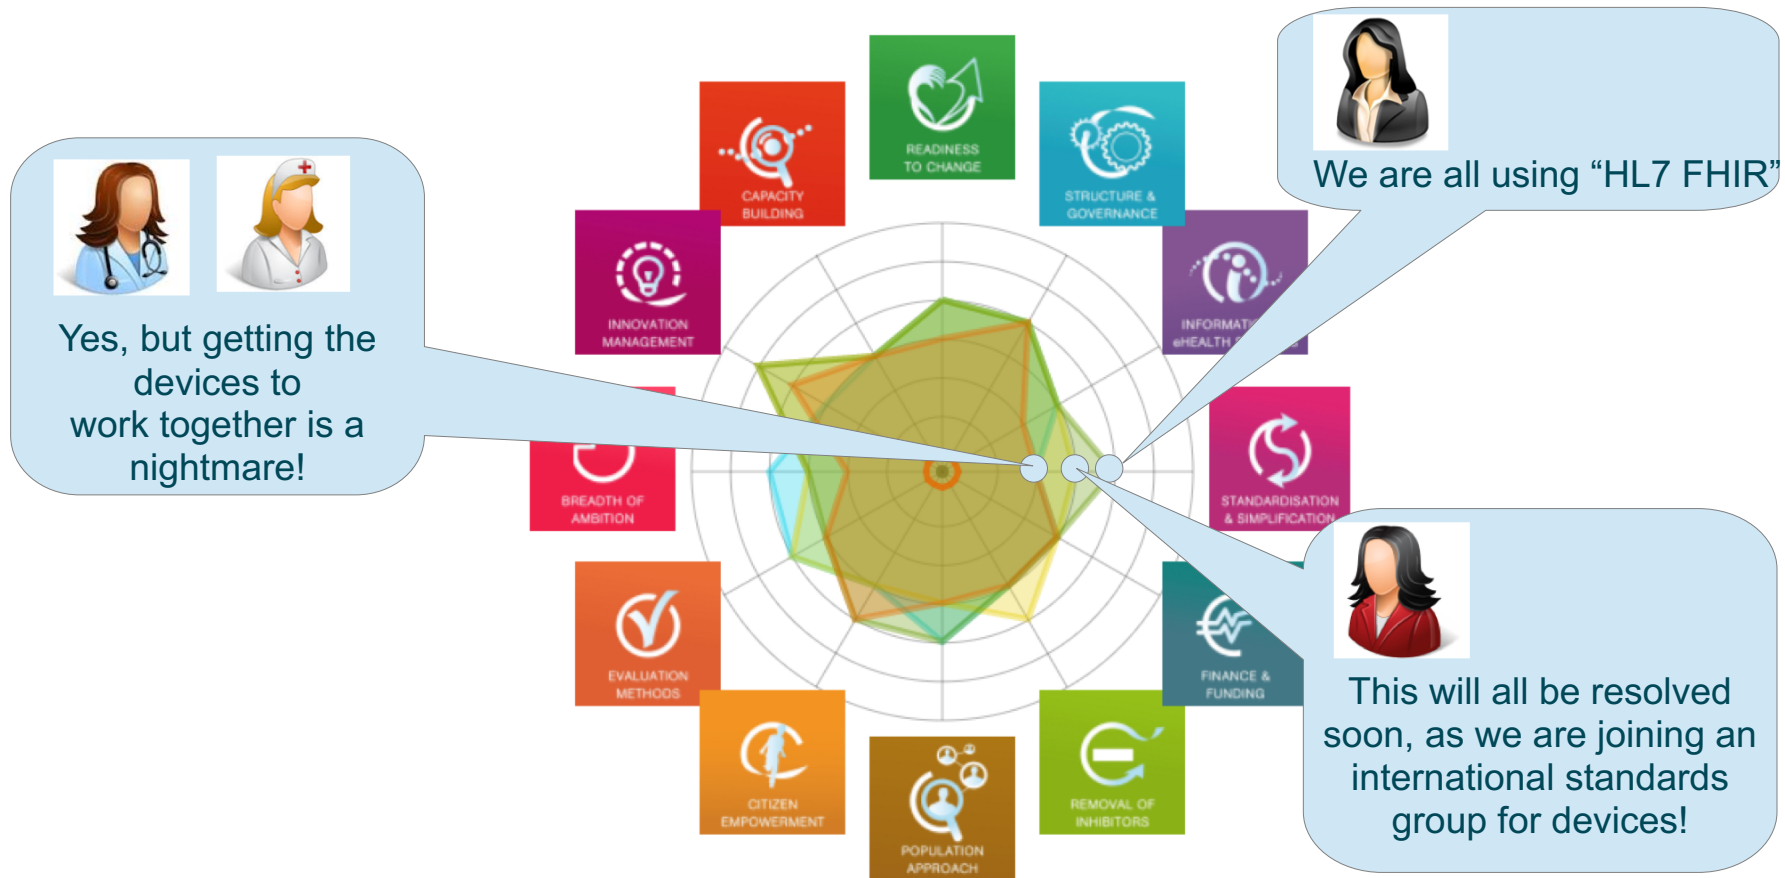 We are all using “HL7 FHIR”
READINESS
TO CHANGE
CAPACITY
BUILDING
STRUCTURE &
GOVERNANCE
INNOVATION
MANAGEMENT
Yes, but getting the
devices to
work together is a
nightmare!
BREADTH OF
AMBITION
STANDARDISATION
& SIMPLIFICATION
EVALUATION
METHODS
FINANCE &
FUNDING
CITIZEN
EMPOWERMENT
REMOVAL OF
INHIBITORS
POPULATION
APPROACH
This will all be resolved
soon, as we are joining an
international standards
group for devices!
eHEALTH